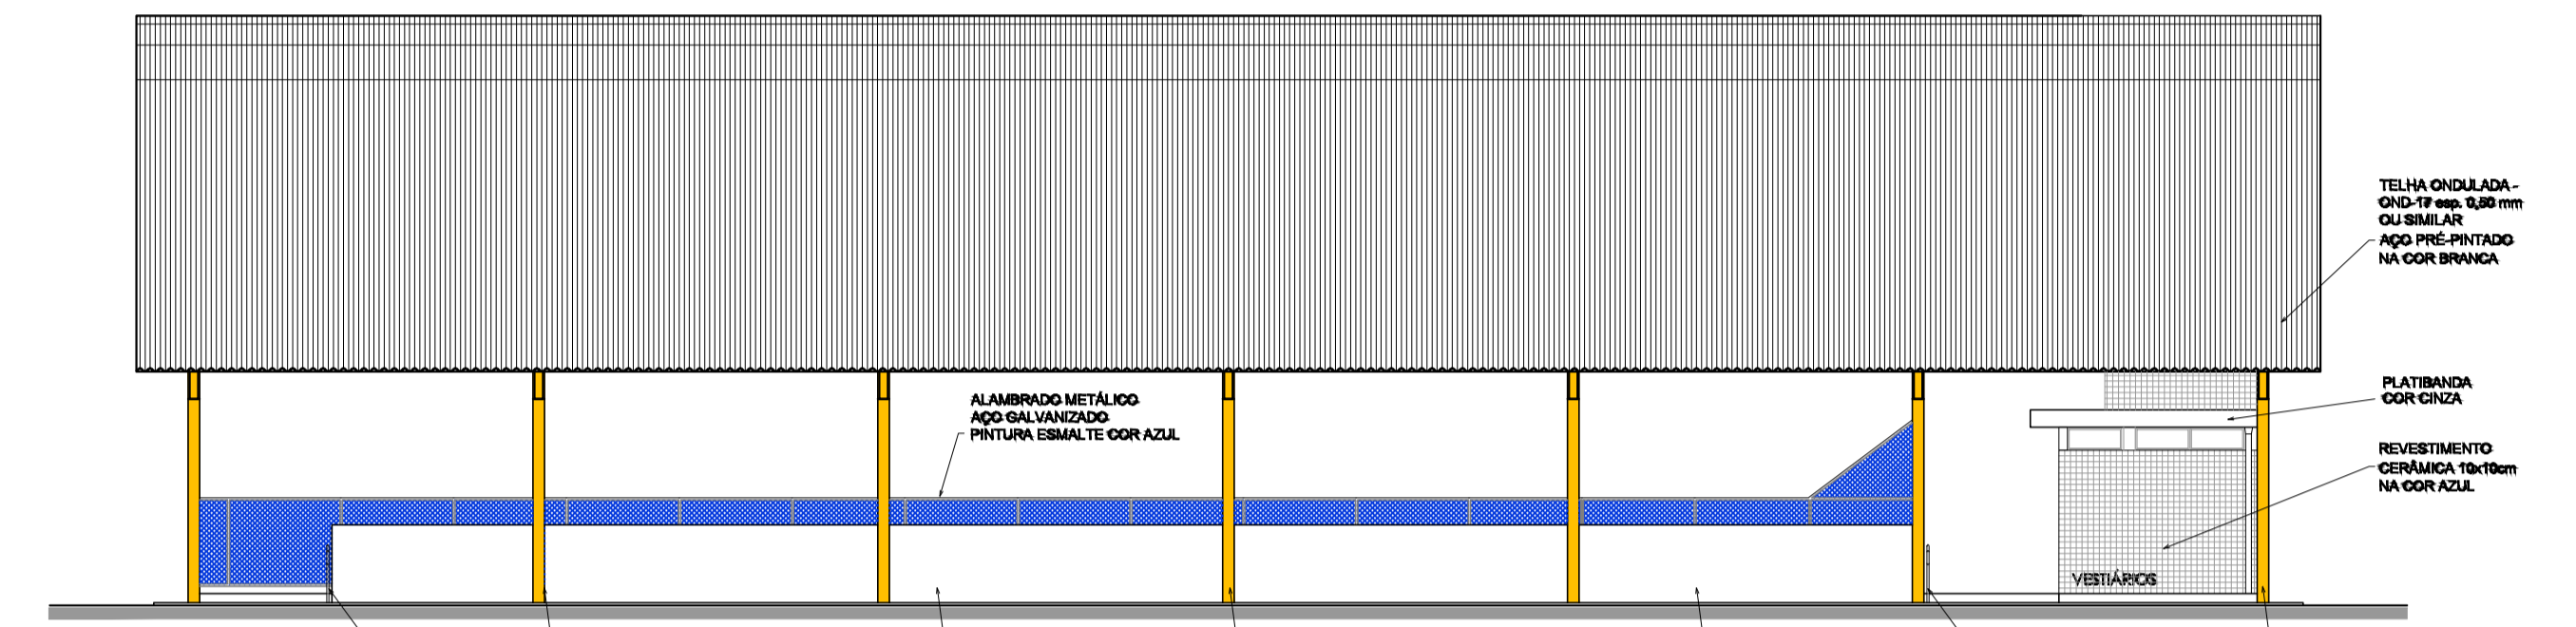 TELHA ONDULADA -
OND-17 esp. 0,50 mm
OU SIMILAR
AÇO PRÉ-PINTADO
NA COR BRANCA
PLATIBANDA
COR CINZA
ALAMBRADO METÁLICO
AÇO GALVANIZADO
PINTURA ESMALTE COR AZUL
REVESTIMENTO
CERÂMICA 10x10cm
NA COR AZUL
VESTIÁRIOS